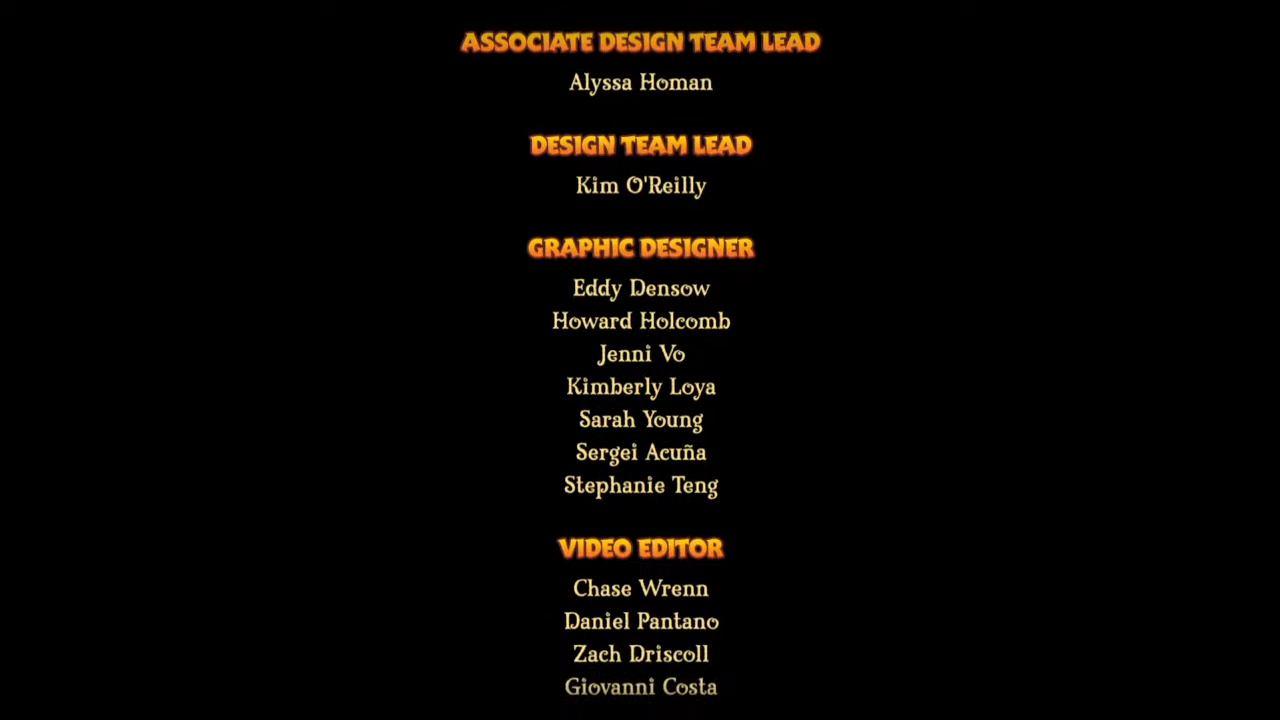 ASSOCIATE DESIGN TEAM LEAD
Alyssa Homan
DESIGN TEAM LEAD
Kim O'Reilly
GRAPHIC DESIGNER
Eddy Densow
Howard Holcomb
Jenni Vo
Kimberly Loya
Sarah Young
Sergei Acuña
Stephanie Teng
VIDEO EDITOR
Chase Wrenn
Daniel Pantano
Zach Driscoll
Giovanni Costa